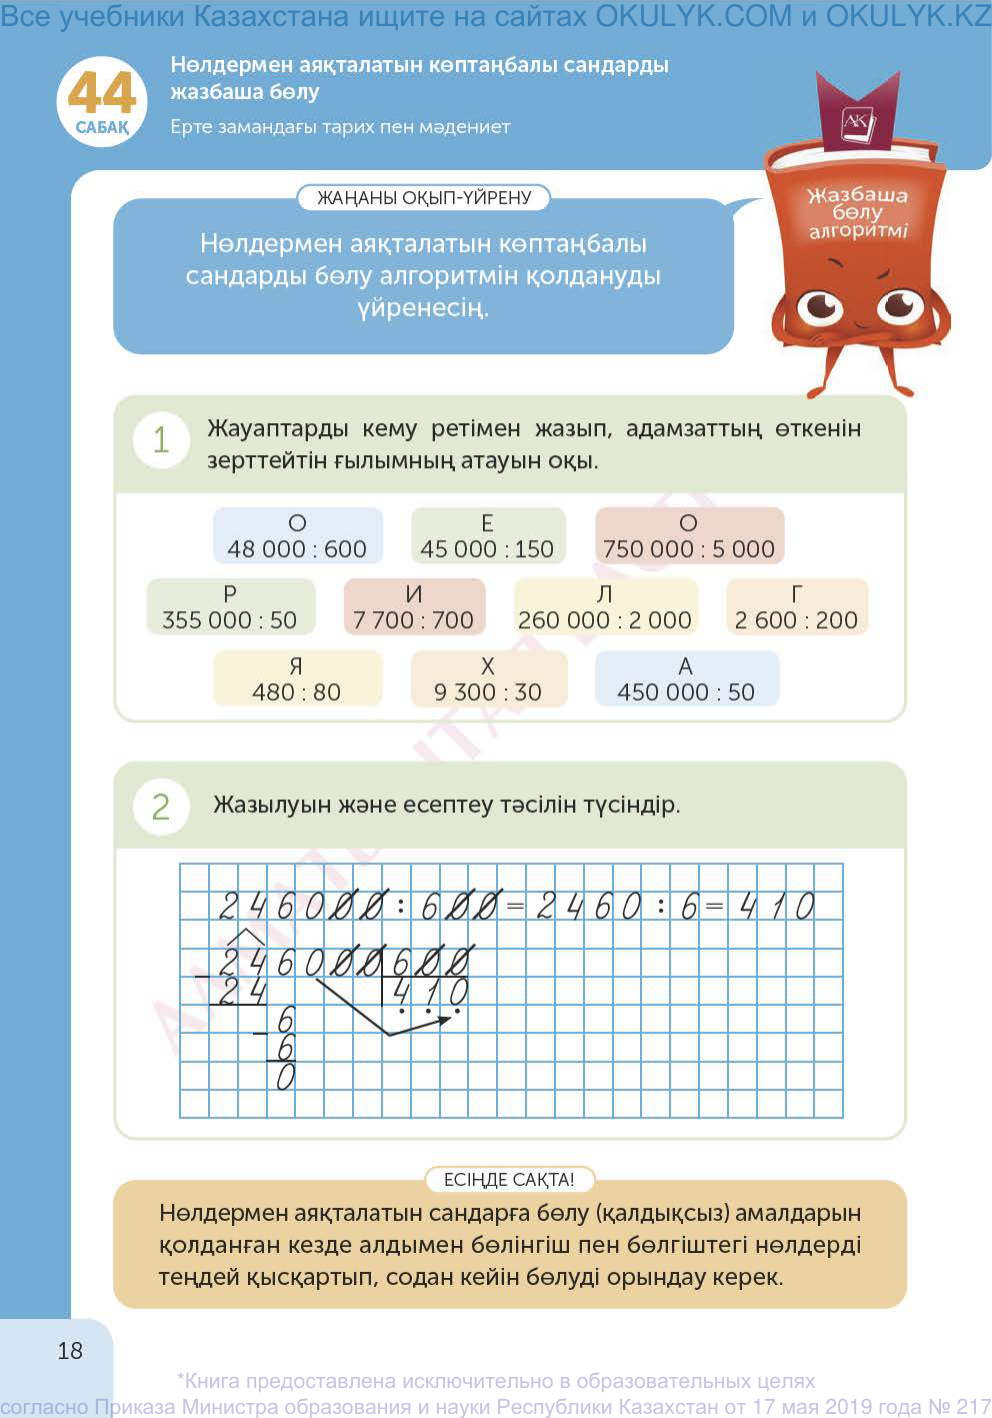 Все учебники Казахстана ищите на сайтах OKULYK.COM и OKULYK.KZ
44
САБАҚ
Нөлдермен аяқталатын көптаңбалы сандарды
жазбаша бөлу
Ерте замандағы тарих пен мәдениет
АК
Жазбаша
бөлу
алгоритмі
ЖАҢАНЫ ОҚЫП-ҮЙРЕНУ
Нөлдермен аяқталатын көптаңбалы
сандарды бөлу алгоритмін қолдануды
үйренесің.
1
Жауаптарды кему ретімен жазып, адамзаттың өткенін
зерттейтін ғылымның атауын оқы.
О
48 000 : 600
Е
45 000 : 150
О
750 000 : 5 000
Р
355 000 : 50
И
7 700 : 700
Л
260 000 : 2 000
Г
2 600 : 200
Я
480 : 80
Х
9 300 : 30
А
450 000 : 50
2
Жазылуын және есептеу тәсілін түсіндір.
246000 : 600 = 2460 : 6 = 410
246000 600
- 24 410
- 6
6
0
ЕСІҢДЕ САҚТА!
Нөлдермен аяқталатын сандарға бөлу (қалдықсыз) амалдарын
қолданған кезде алдымен бөлінгіш пен бөлгіштегі нөлдерді
теңдей қысқартып, содан кейін бөлуді орындау керек.
18
*Книга предоставлена исключительно в образовательных целях
согласно Приказа Министра образования и науки Республики Казахстан от 17 мая 2019 года № 217